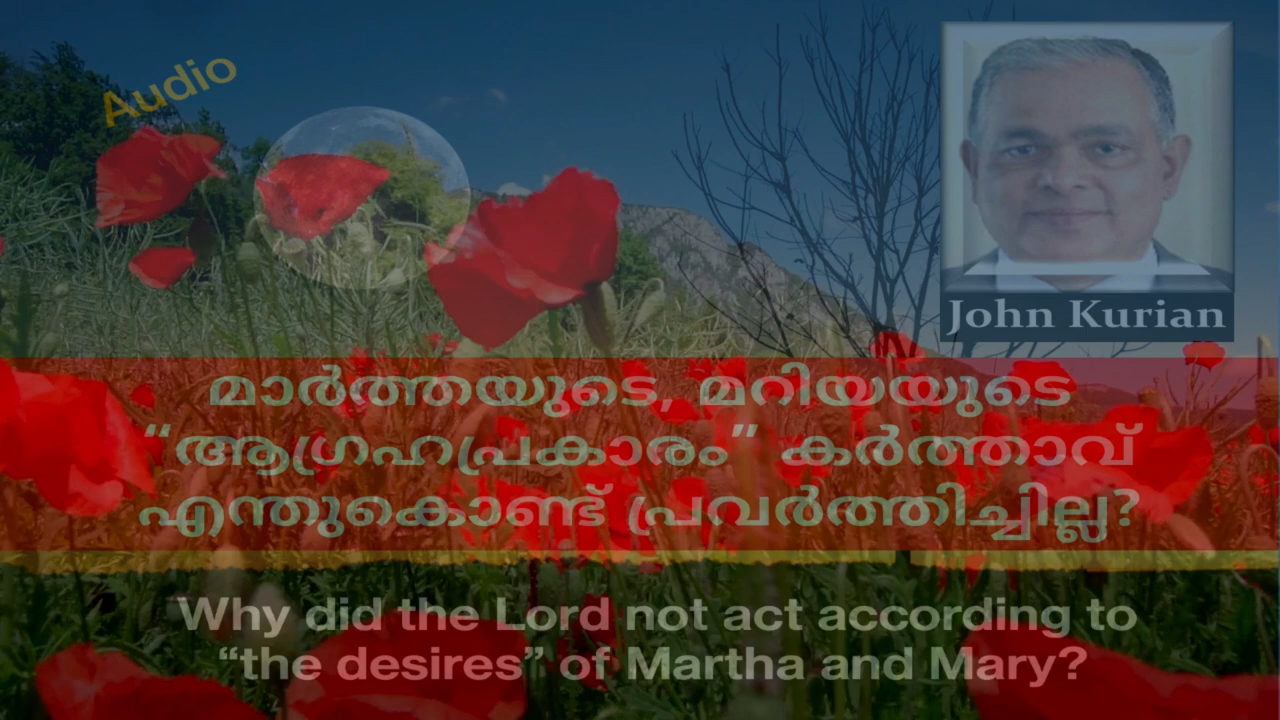 Audio
John Kurian
മാർത്തയുടെ, മറിയയുടെ
“ആഗ്രഹപ്രകാരം ” കർത്താവ്
എന്തുകൊണ്ട് പ്രവർത്തിച്ചില്ല?
Why did the Lord not act according to
“the desires” of Martha and Mary?